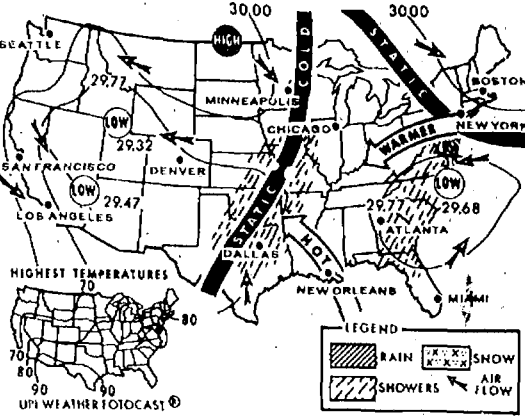 30.00
3000
SEATTLE
HIGH
COLD
STATIC
29.77
MINNEAPOLIS
BOSTON
LOW
CHICAGO
WARMER
NEW YORK
29.32
SAN FRANCISCO
DENVER
LOW
29.47
LOW
LOS ANGELES
STATIC
29.77
29.68
ATLANTA
DALLAS
HOT
HIGHEST TEMPERATURES
70
NEW ORLEANS
MIAMI
80
70
80
90
90
LEGEND
RAIN
SNOW
SHOWERS
AIR
FLOW
UPI WEATHER FOTOCAST ®